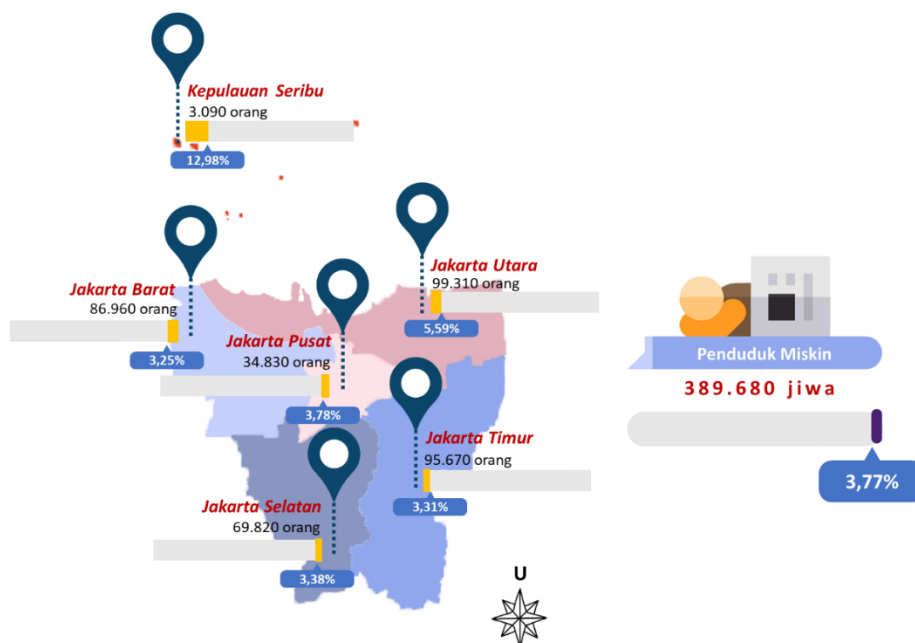 Kepulauan Seribu
3.090 orang
12,98%
Jakarta Utara
99.310 orang
5,59%
Jakarta Barat
86.960 orang
3,25%
Jakarta Pusat
34.830 orang
3,78%
Jakarta Timur
95.670 orang
3,31%
Jakarta Selatan
69.820 orang
3,38%
U
Penduduk Miskin
389.680 jiwa
3,77%